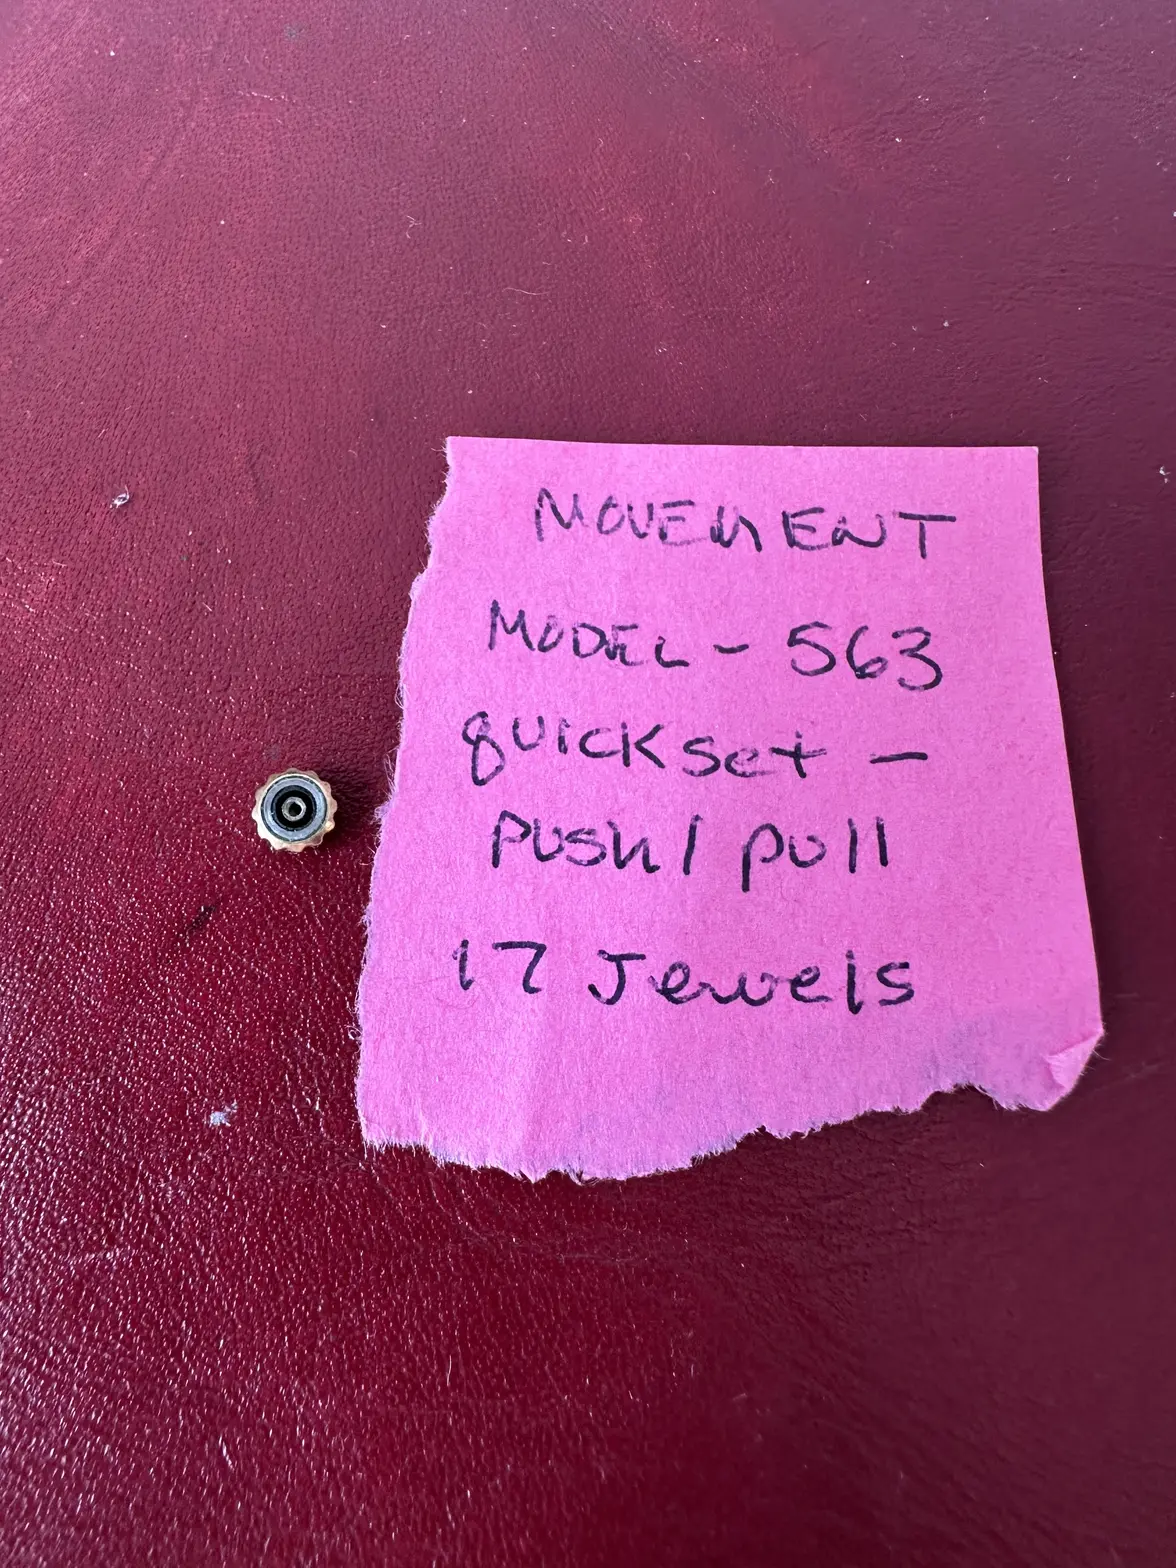 MOVEMENT
MODEL - 563
quickset -
push / pull
17 Jewels